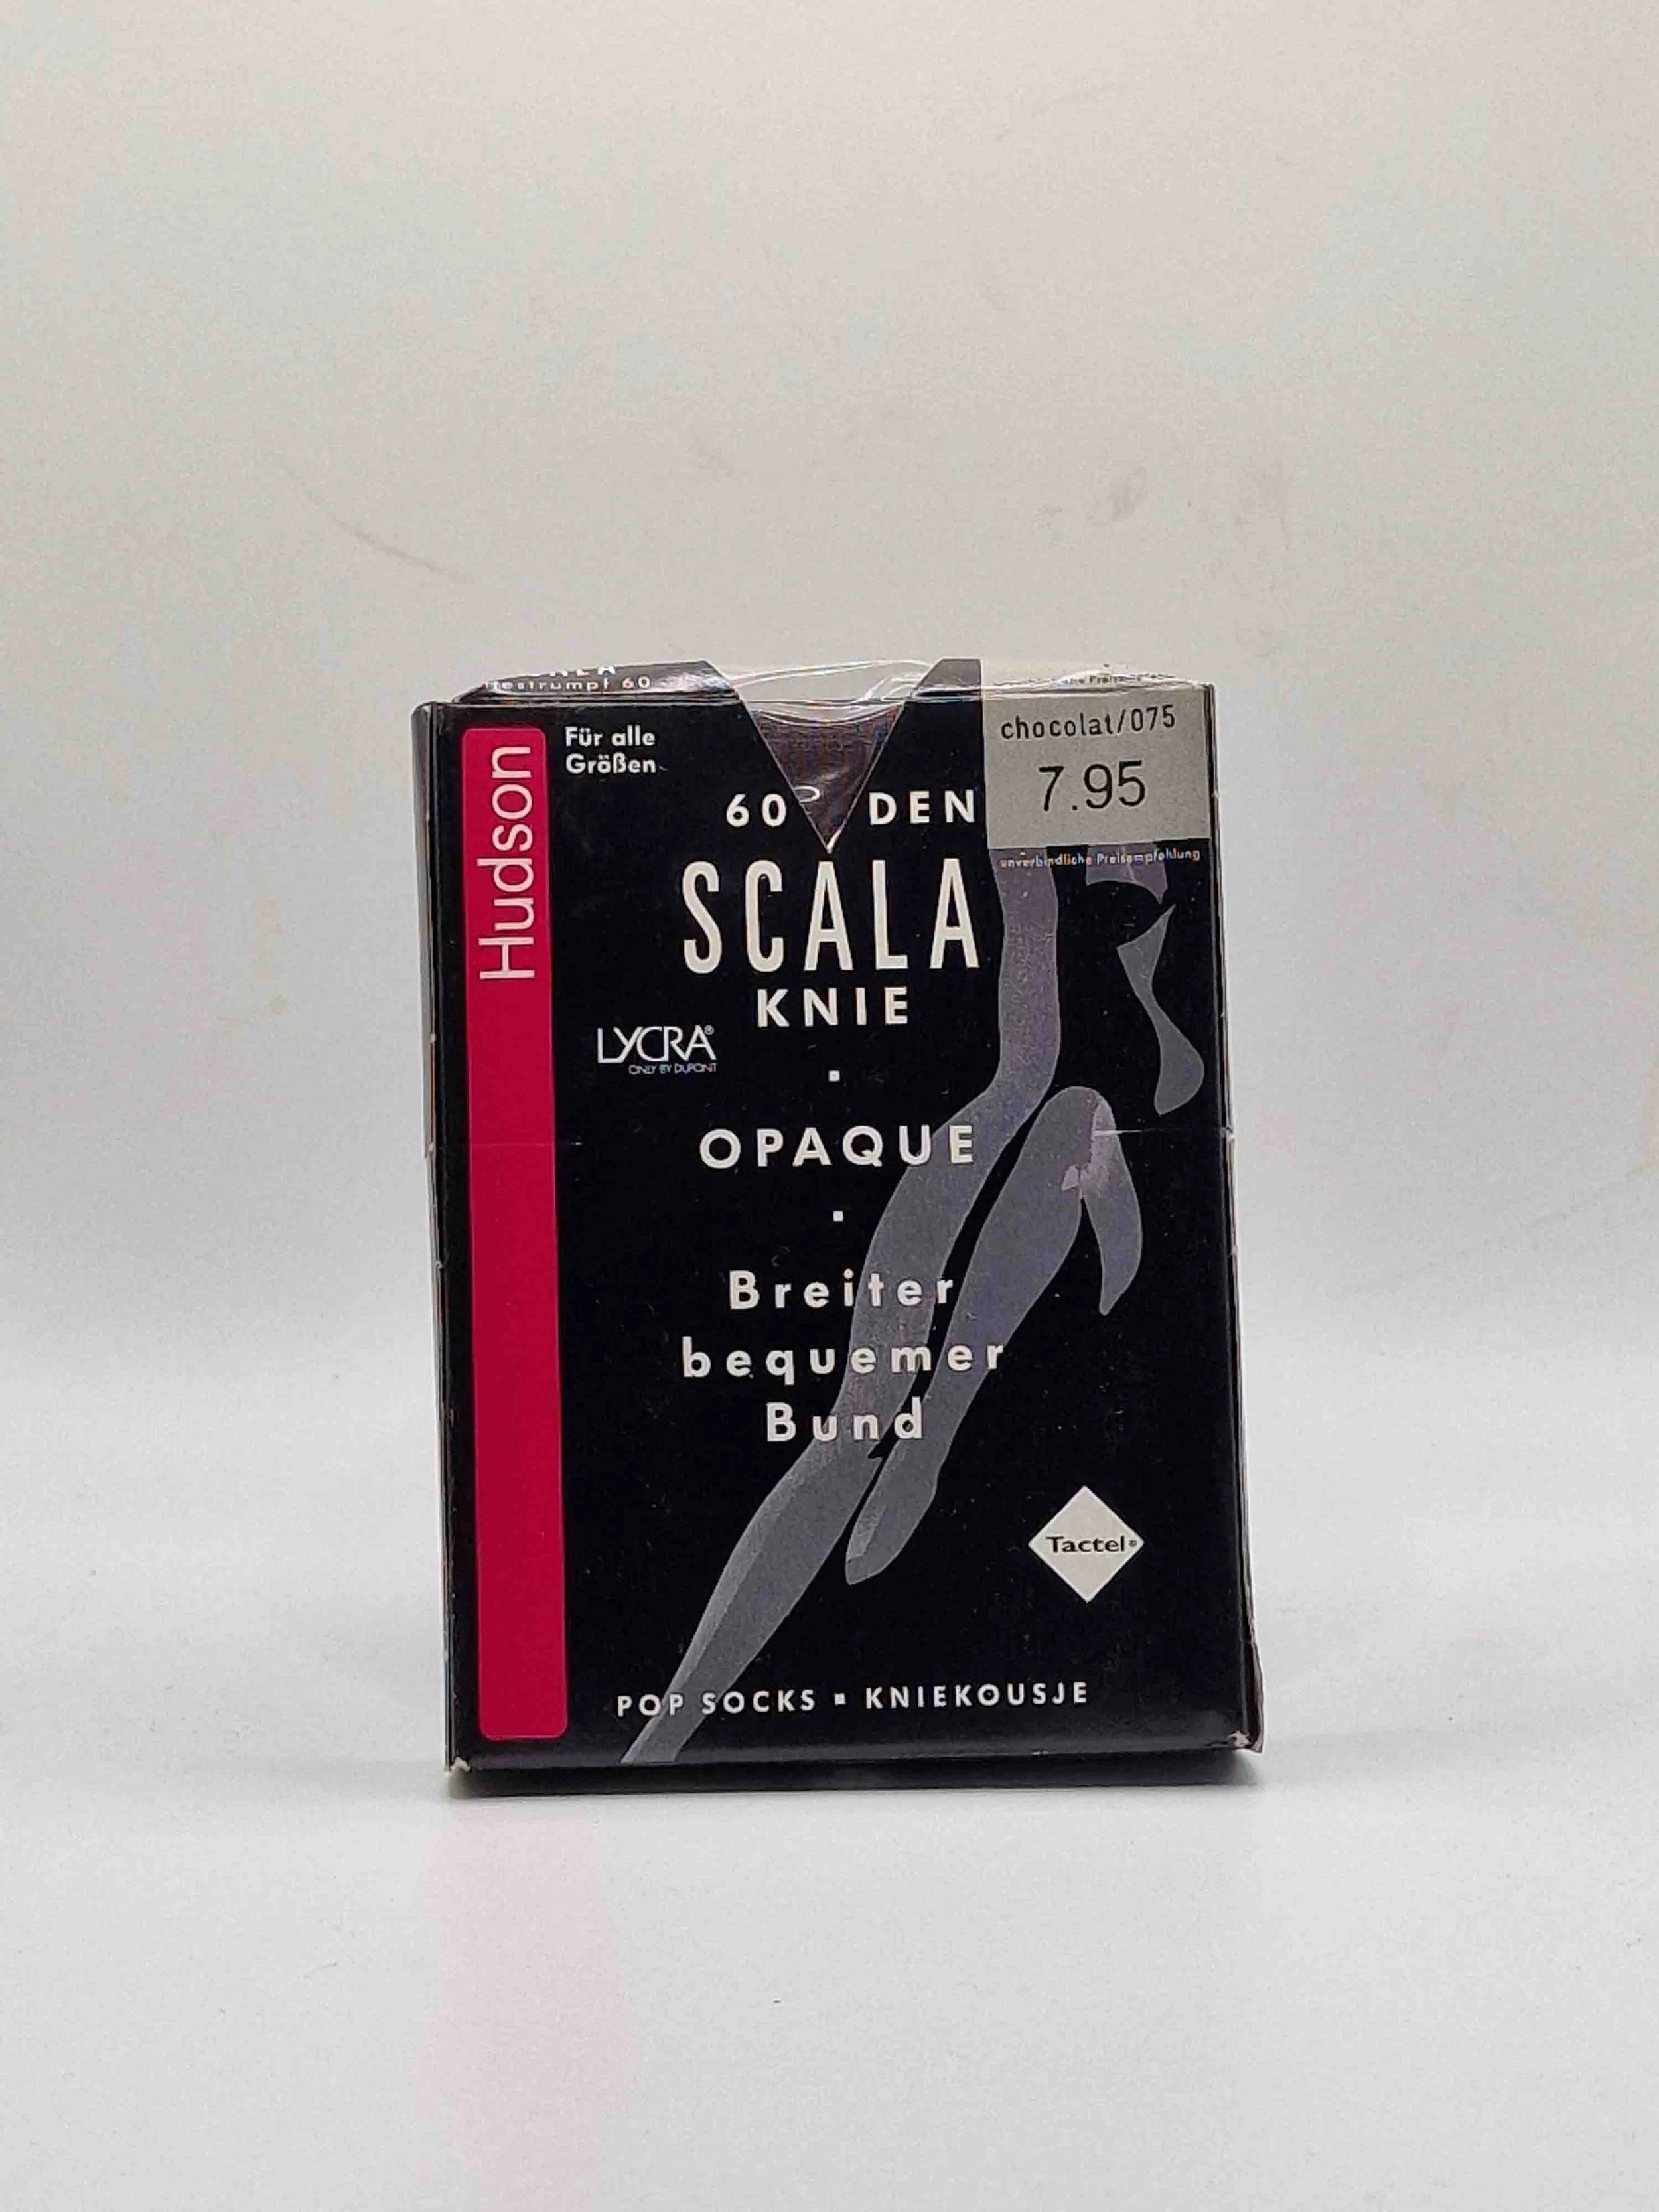 60
chocolat/075
7.95
unverbindliche Preisempfehlung
Hudson
Für alle
Größen
60 DEN
SCALA
KNIE
LYCRA®
ONLY BY DUPONT
OPAQUE
Breiter
bequemer
Bund
Tactel®
POP SOCKS ▪ KNIEKOUSJE